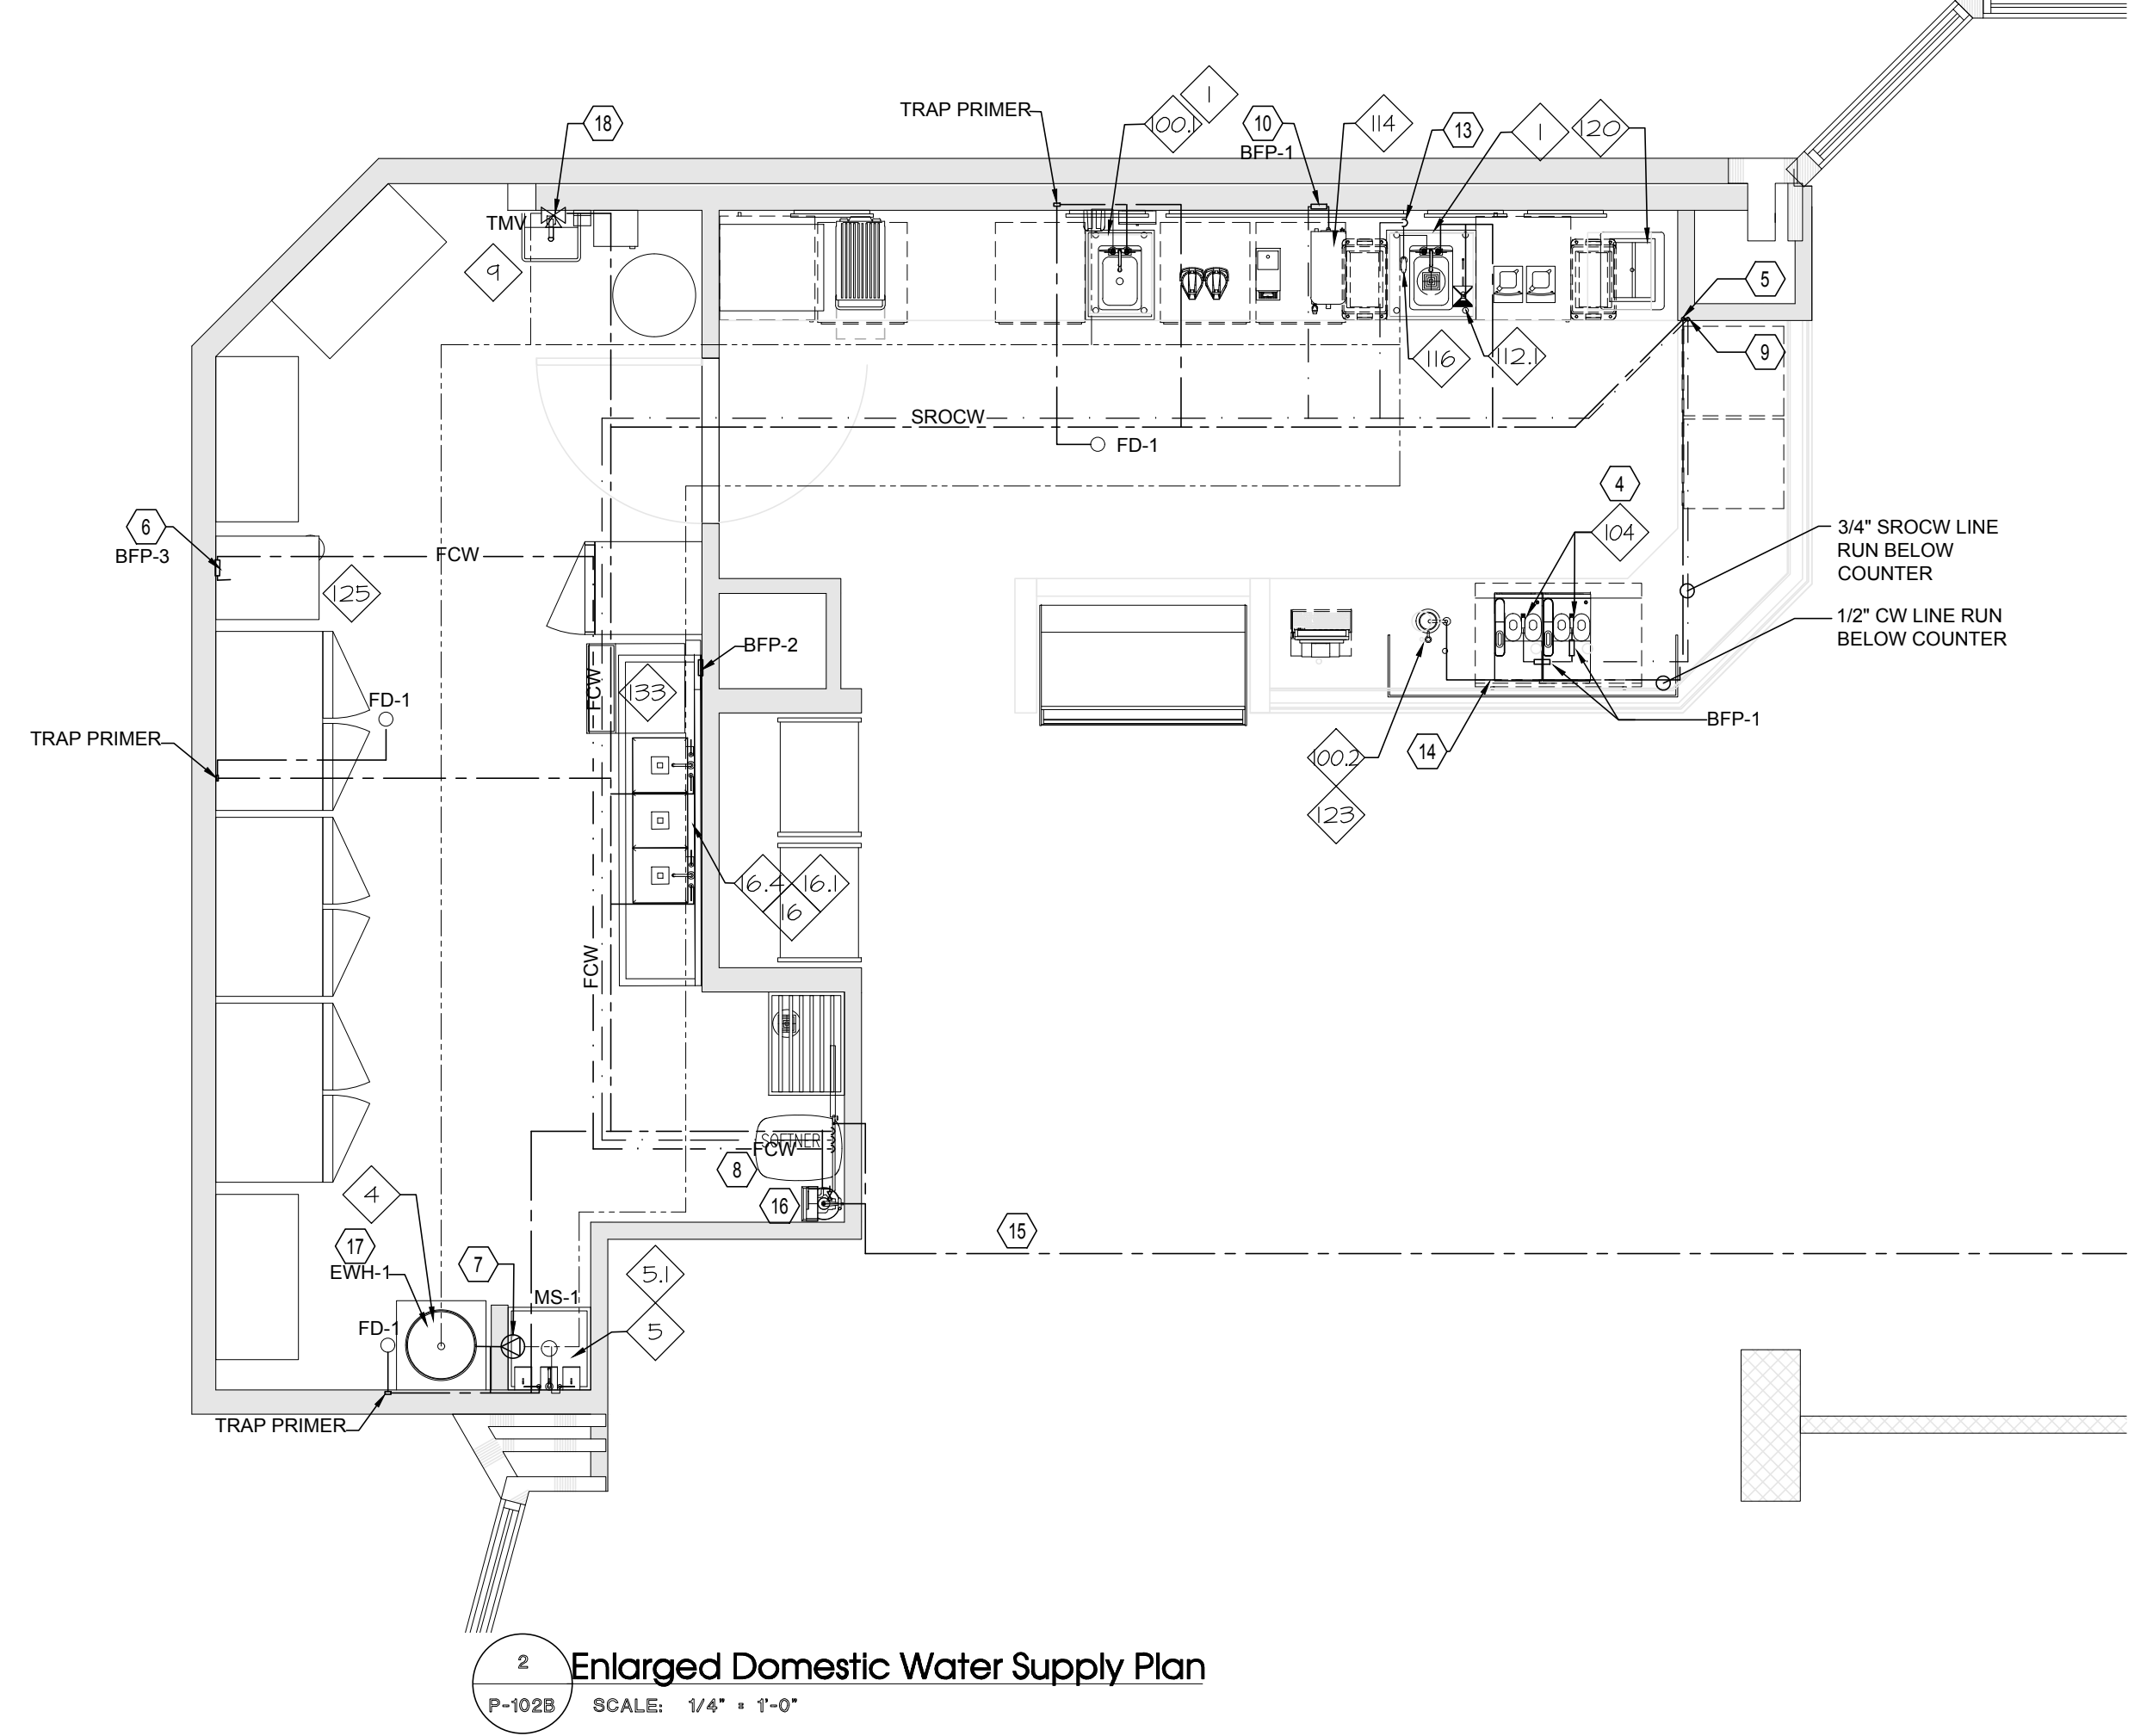 TRAP PRIMER
18
100.1
1
10
BFP-1
114
13
1
120
TMV
9
5
9
116
112.1
SROCW
FD-1
6
BFP-3
FCW
125
4
104
3/4" SROCW LINE
RUN BELOW
COUNTER
1/2" CW LINE RUN
BELOW COUNTER
BFP-2
FCW
133
FD-1
TRAP PRIMER
BFP-1
14
100.2
123
16.1
16
FCW
SOFTNER
FCW
8
16
4
15
17
EWH-1
7
5.1
MS-1
5
FD-1
TRAP PRIMER
2
Enlarged Domestic Water Supply Plan
P-102B
SCALE: 1/4" = 1'-0"